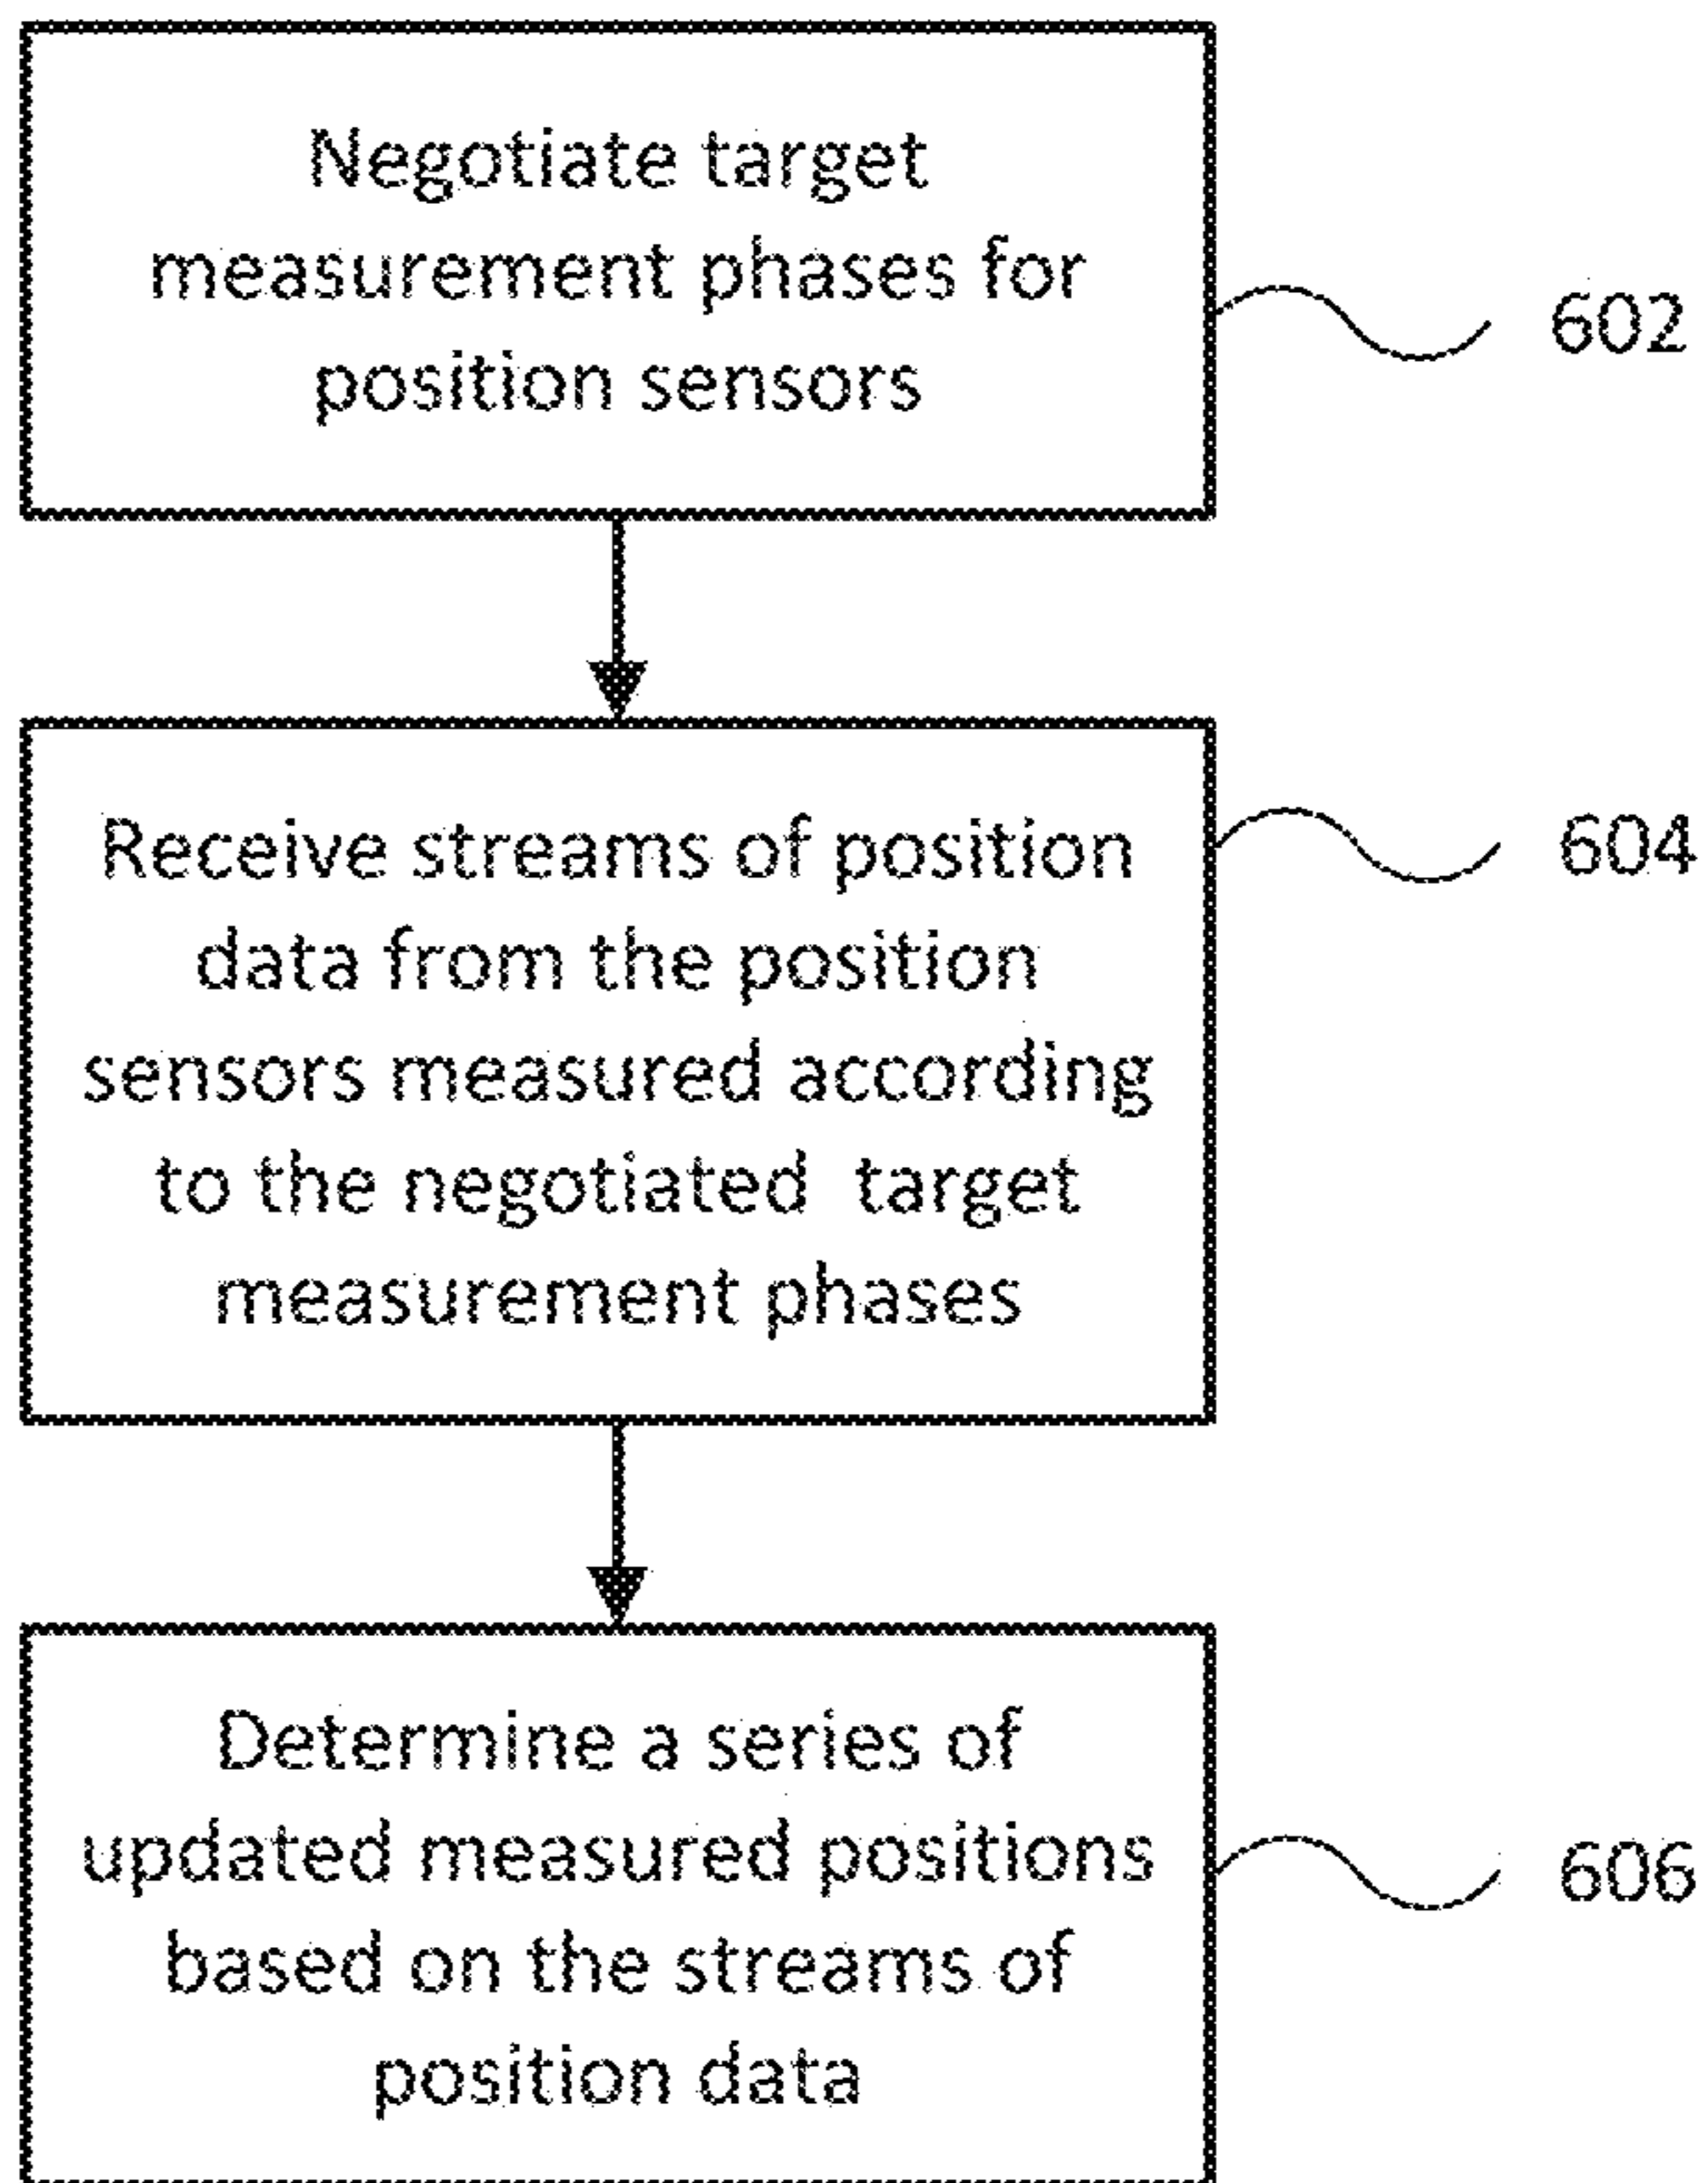 Negotiate target
measurement phases for
position sensors
602
Receive streams of position
data from the position
sensors measured according
to the negotiated  target
measurement phases
604
Determine a series of
updated measured positions
based on the streams of
position data
606